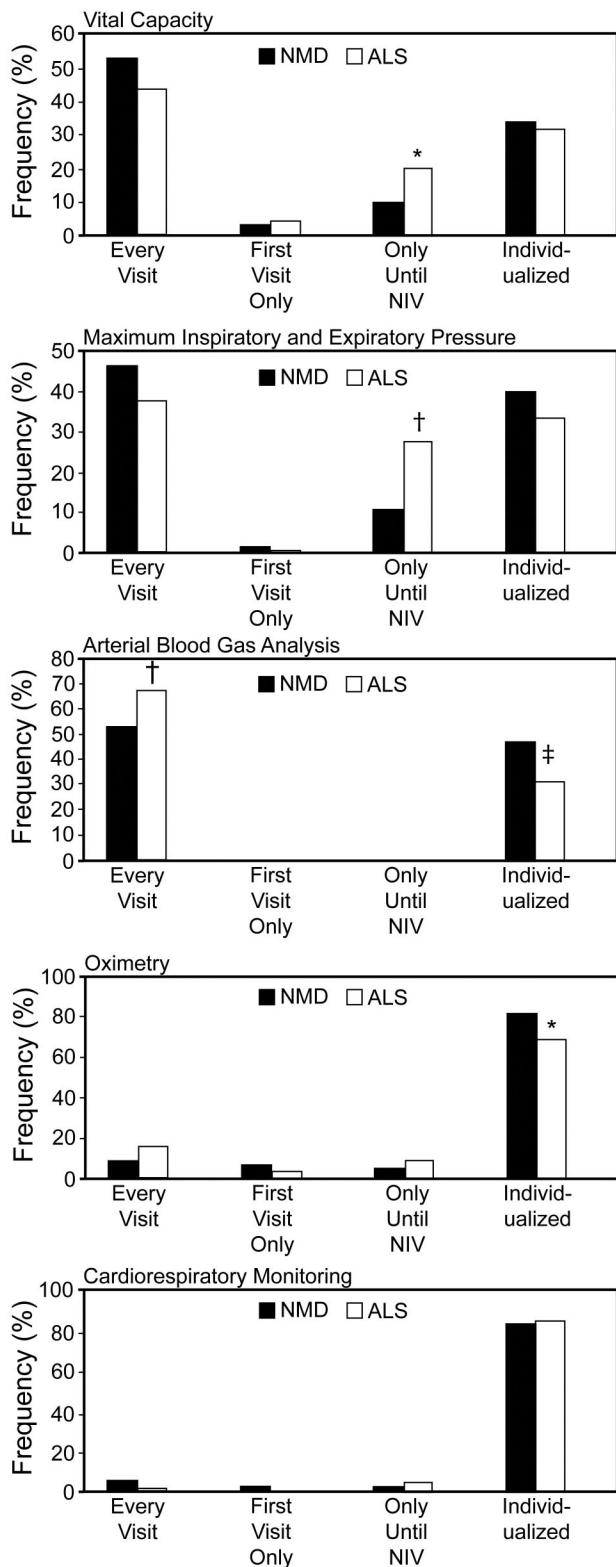 Vital Capacity
Frequency (%)
60
50
40
30
20
10
0
NMD ALS
*
Every Visit
First Visit Only
Only Until NIV
Individ-ualized
Maximum Inspiratory and Expiratory Pressure
Frequency (%)
50
40
30
20
10
0
NMD ALS
†
Every Visit
First Visit Only
Only Until NIV
Individ-ualized
Arterial Blood Gas Analysis
Frequency (%)
80
70
60
50
40
30
20
10
0
NMD ALS
†
‡
Every Visit
First Visit Only
Only Until NIV
Individ-ualized
Oximetry
Frequency (%)
100
80
60
40
20
0
NMD ALS
*
Every Visit
First Visit Only
Only Until NIV
Individ-ualized
Cardiorespiratory Monitoring
Frequency (%)
100
80
60
40
20
0
NMD ALS
Every Visit
First Visit Only
Only Until NIV
Individ-ualized